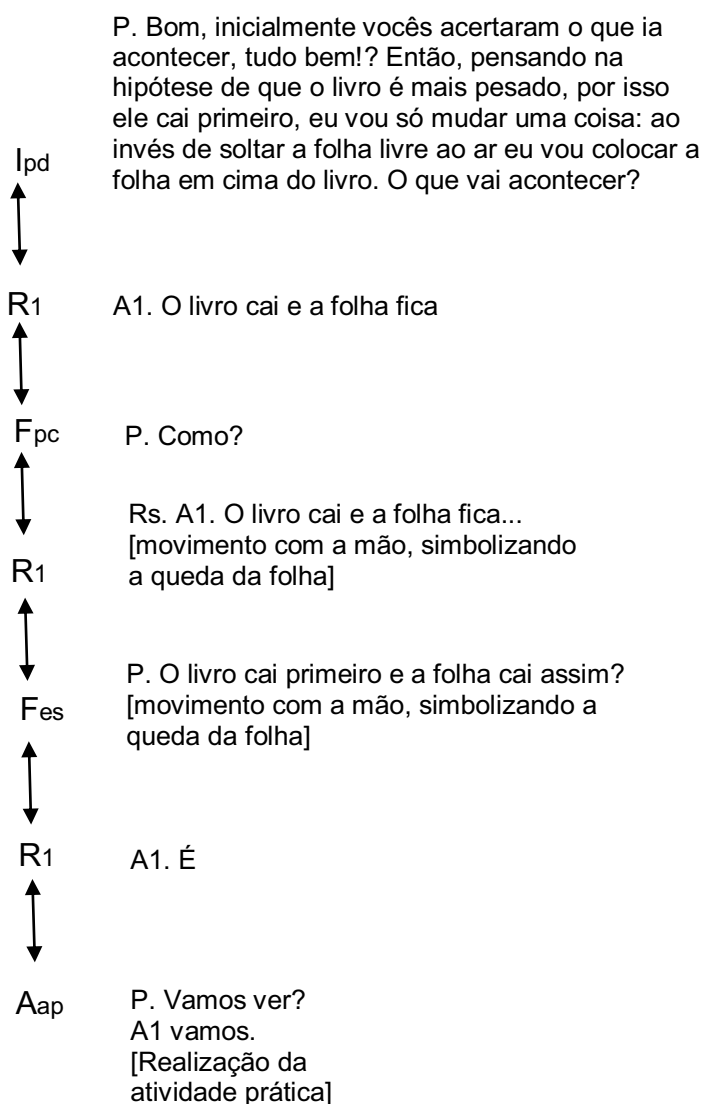 P. Bom, inicialmente vocês acertaram o que ia
acontecer, tudo bem!? Então, pensando na
hipótese de que o livro é mais pesado, por isso
ele cai primeiro, eu vou só mudar uma coisa: ao
invés de soltar a folha livre ao ar eu vou colocar a
folha em cima do livro. O que vai acontecer?
Ipd
R1
A1. O livro cai e a folha fica
Fpc
P. Como?
Rs. A1. O livro cai e a folha fica...
[movimento com a mão, simbolizando
a queda da folha]
R1
P. O livro cai primeiro e a folha cai assim?
[movimento com a mão, simbolizando a
queda da folha]
Fes
R1
A1. É
Aap
P. Vamos ver?
A1 vamos.
[Realização da
atividade prática]